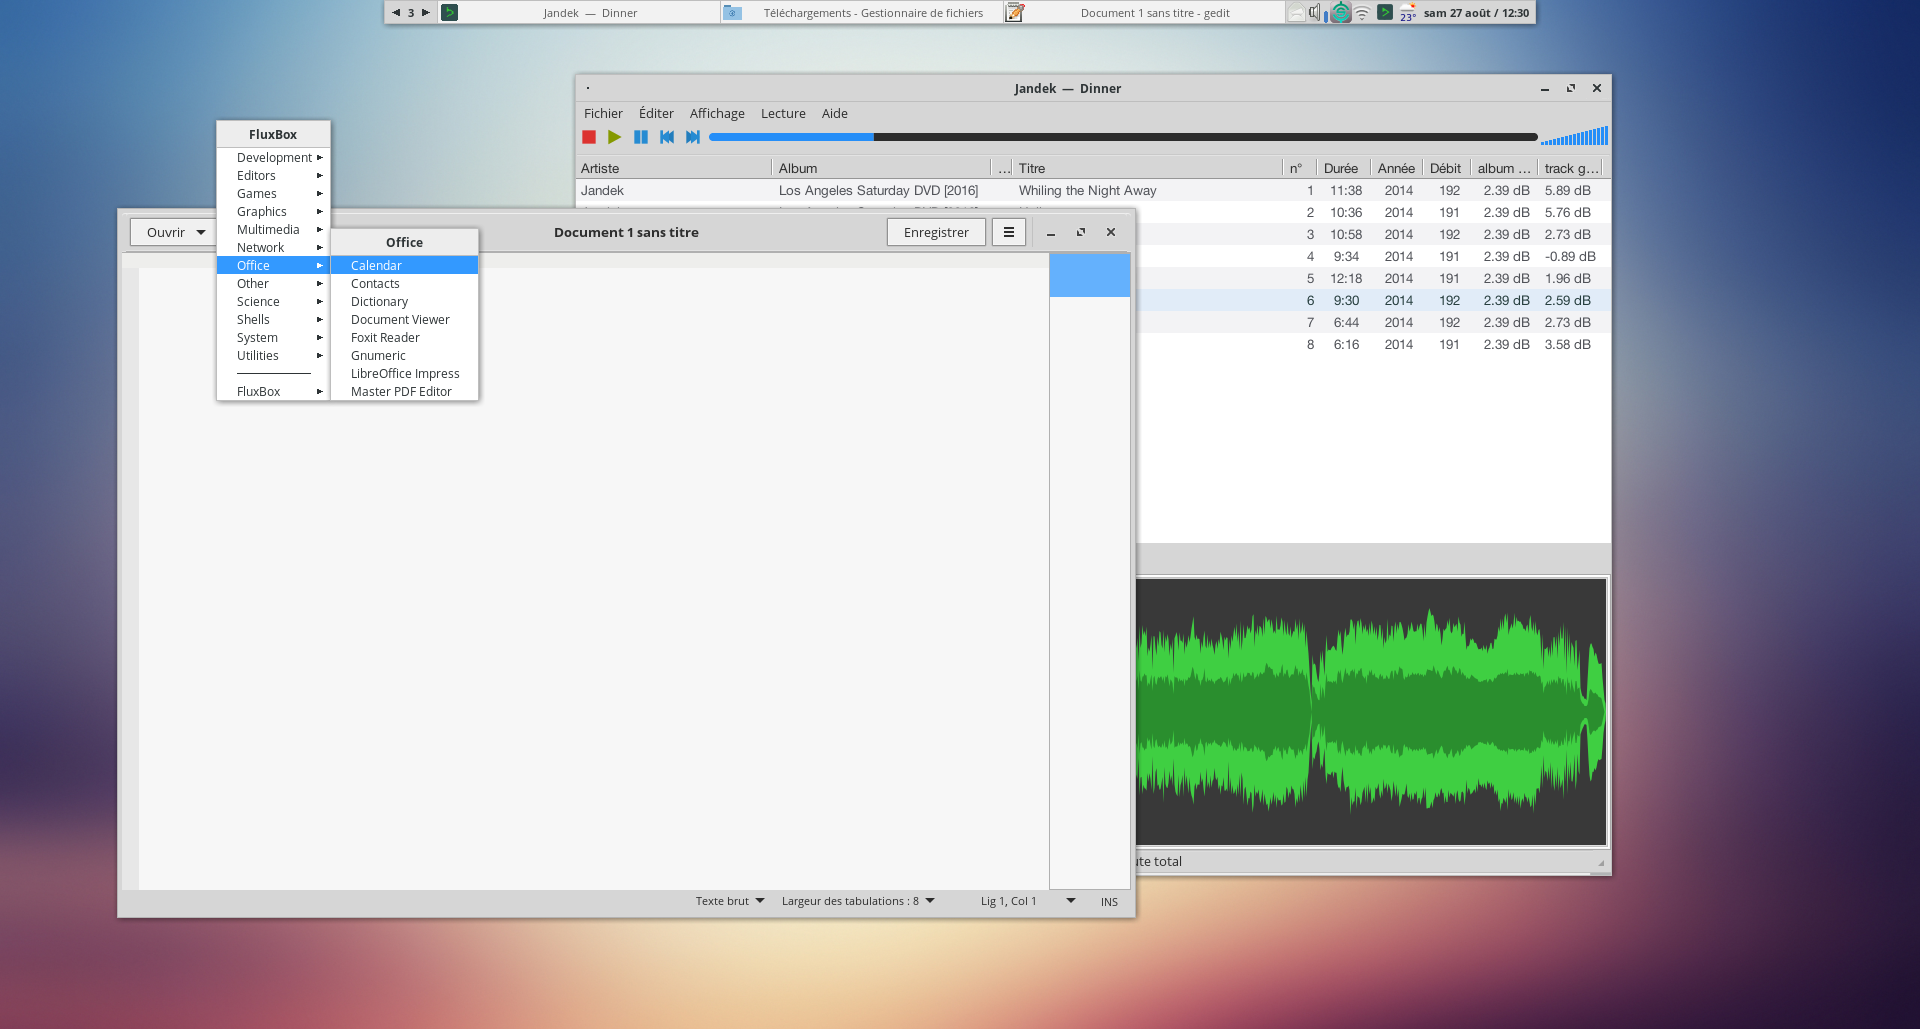 3
Jandek — Dinner
Téléchargements - Gestionnaire de fichiers
Document 1 sans titre - gedit
23°
sam 27 août / 12:30
Jandek — Dinner
Fichier Éditer Affichage Lecture Aide
Artiste Album ... Titre n° Durée Année Débit album ... track g...
Jandek Los Angeles Saturday DVD [2016] Whiling the Night Away 1 11:38 2014 192 2.39 dB 5.89 dB
2 10:36 2014 191 2.39 dB 5.76 dB
3 10:58 2014 192 2.39 dB 2.73 dB
4 9:34 2014 191 2.39 dB -0.89 dB
5 12:18 2014 191 2.39 dB 1.96 dB
6 9:30 2014 192 2.39 dB 2.59 dB
7 6:44 2014 192 2.39 dB 2.73 dB
8 6:16 2014 191 2.39 dB 3.58 dB
total
Ouvrir
Document 1 sans titre
Enregistrer
Texte brut
Largeur des tabulations : 8
Lig 1, Col 1
INS
FluxBox
Development
Editors
Games
Graphics
Multimedia
Network
Office
Other
Science
Shells
System
Utilities
FluxBox
Office
Calendar
Contacts
Dictionary
Document Viewer
Foxit Reader
Gnumeric
LibreOffice Impress
Master PDF Editor